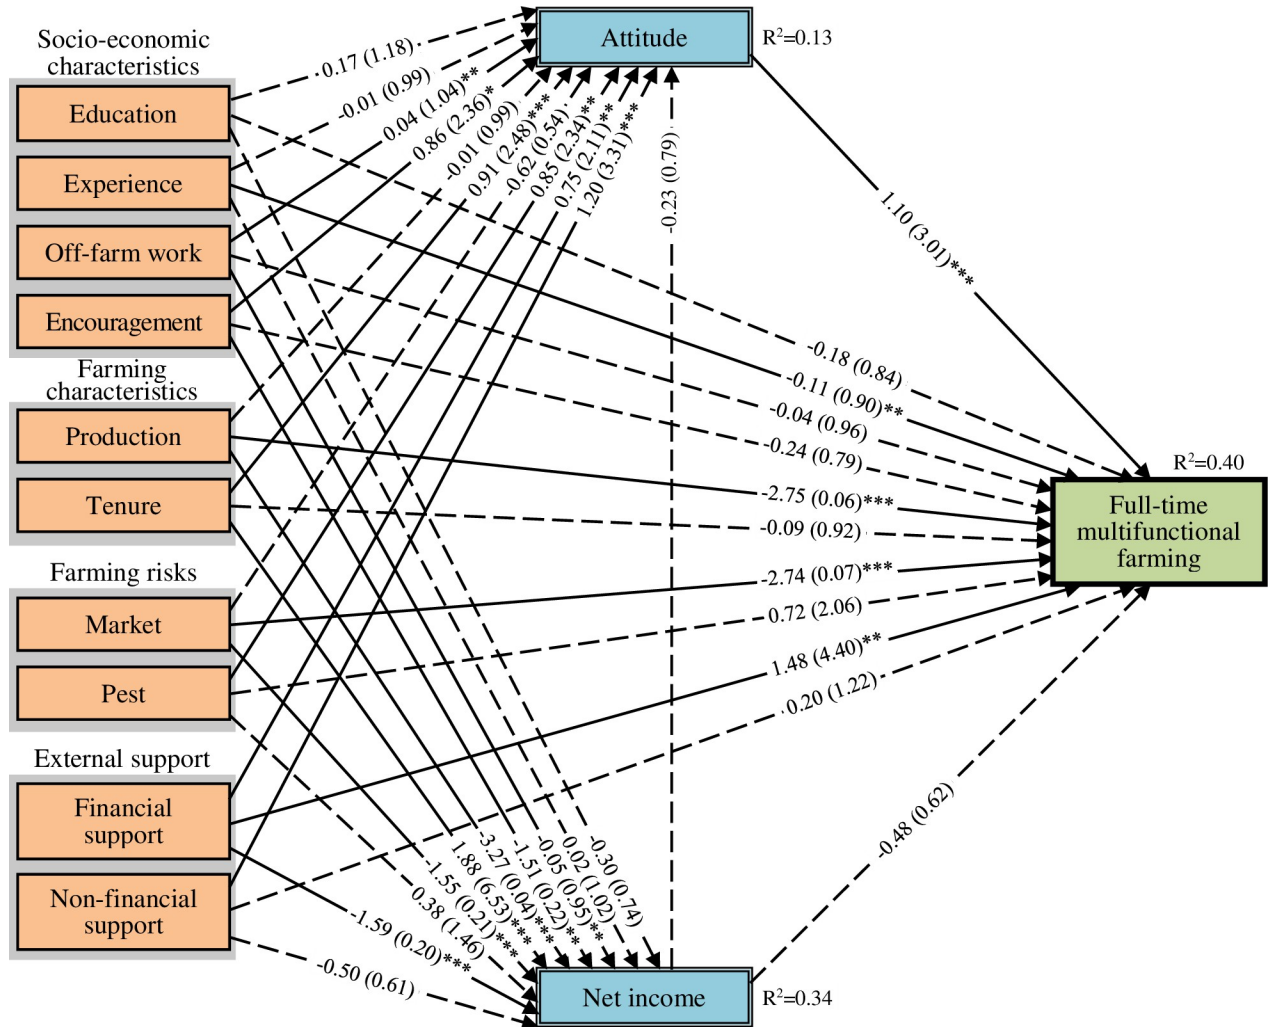 Socio-economic
characteristics
Education
Experience
Off-farm work
Encouragement
Farming
characteristics
Production
Tenure
Farming risks
Market
Pest
External support
Financial
support
Non-financial
support
Attitude
R²=0.13
0.17 (1.18)
-0.01 (0.99)
0.04 (1.04)**
0.86 (2.36)*
-0.01 (0.99)
0.91 (2.48)***
-0.62 (0.54)
0.85 (2.34)**
0.75 (2.11)**
1.20 (3.31)***
-0.23 (0.79)
1.10 (3.01)***
-0.18 (0.84)
-0.11 (0.90)**
-0.04 (0.96)
-0.24 (0.79)
-2.75 (0.06)***
-0.09 (0.92)
-2.74 (0.07)***
0.72 (2.06)
1.48 (4.40)**
0.20 (1.22)
-0.48 (0.62)
R²=0.40
Full-time
multifunctional
farming
-0.30 (0.74)
0.02 (1.02)
-0.05 (0.95)**
-1.51 (0.22)**
-3.27 (0.04)***
1.88 (6.53)***
-1.55 (0.21)***
0.38 (1.46)
-1.59 (0.20)***
-0.50 (0.61)
Net income
R²=0.34